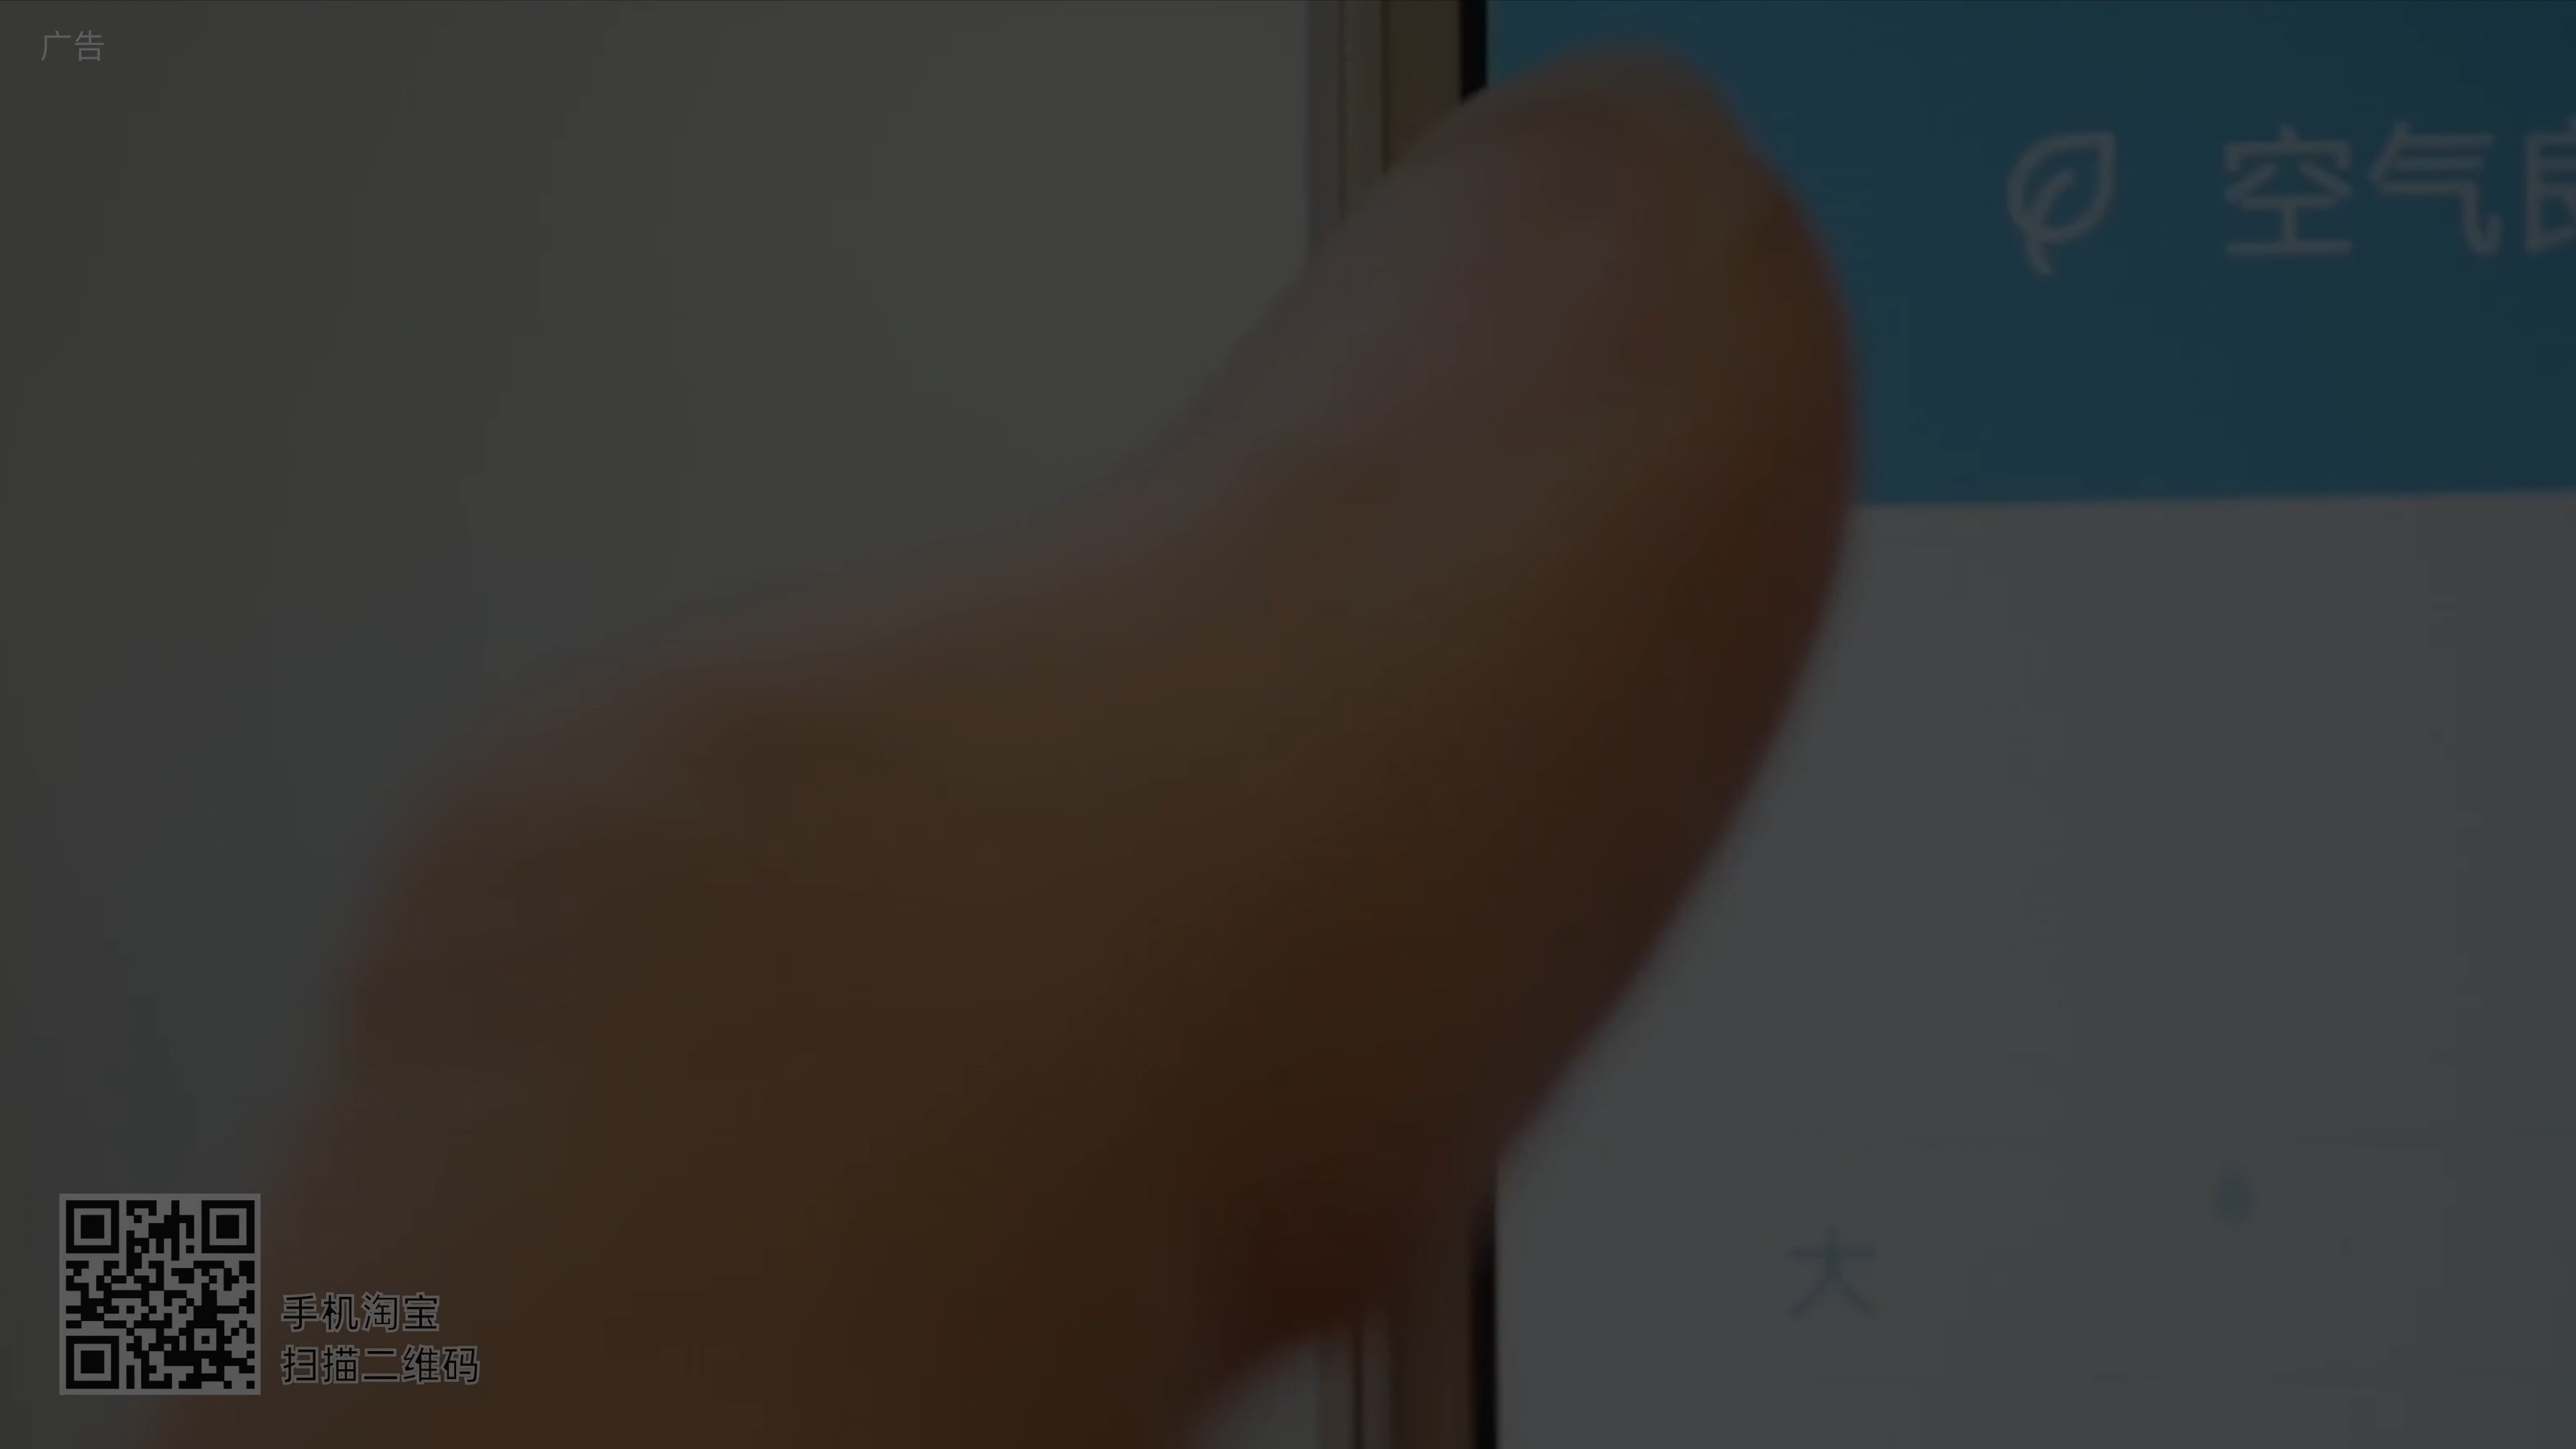 广告
空气
大
手机淘宝
扫描二维码